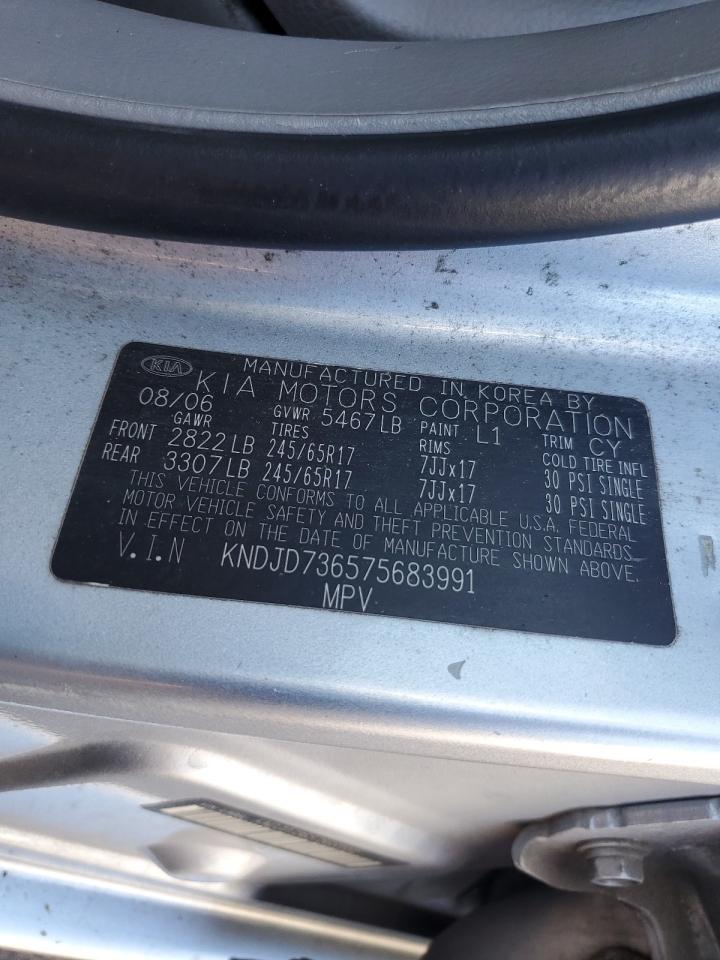 KIA
MANUFACTURED IN KOREA BY
KIA MOTORS CORPORATION
08/06 GVWR 5467LB PAINT L1 TRIM CY
GAWR TIRES RIMS COLD TIRE INFL
FRONT 2822LB 245/65R17 7JJx17 30 PSI SINGLE
REAR 3307LB 245/65R17 7JJx17 30 PSI SINGLE
THIS VEHICLE CONFORMS TO ALL APPLICABLE U.S.A. FEDERAL
MOTOR VEHICLE SAFETY AND THEFT PREVENTION STANDARDS
IN EFFECT ON THE DATE OF MANUFACTURE SHOWN ABOVE.
V.I.N KNDJD736575683991
MPV